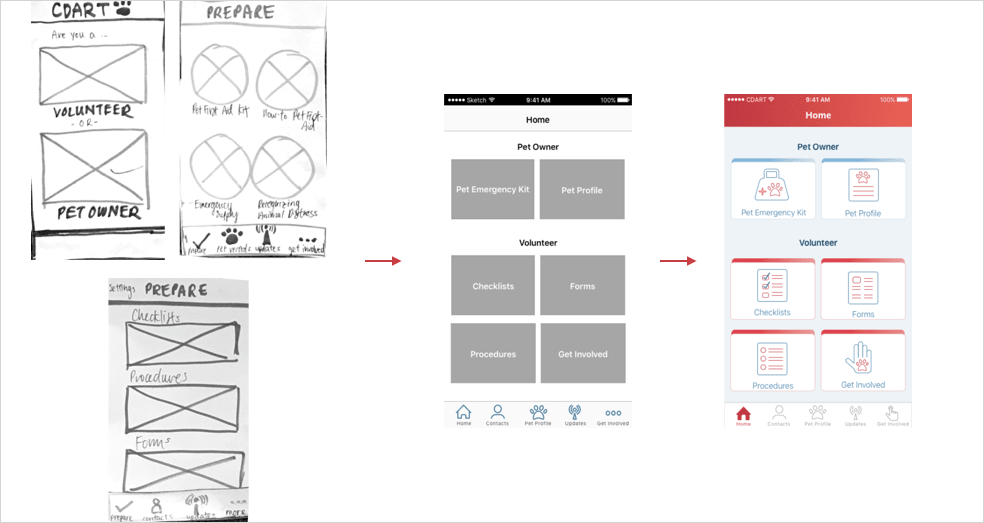 CDART
Are you a ...
VOLUNTEER
- OR -
PET OWNER
PREPARE
Pet First Aid Kit
How-to Pet First-
Aid
Emergency
Supply
Recognizing
Animal Distress
updates
get involved
Settings
PREPARE
Checklists
Procedures
Forms
prepare
contacts
updates
more
Sketch
9:41 AM
100%
Home
Pet Owner
Pet Emergency Kit
Pet Profile
Volunteer
Checklists
Forms
Procedures
Get Involved
Home
Contacts
Pet Profile
Updates
Get Involved
CDART
9:41 AM
100%
Home
Pet Owner
Pet Emergency Kit
Pet Profile
Volunteer
Checklists
Forms
Procedures
Get Involved
Home
Contacts
Pet Profile
Updates
Get Involved